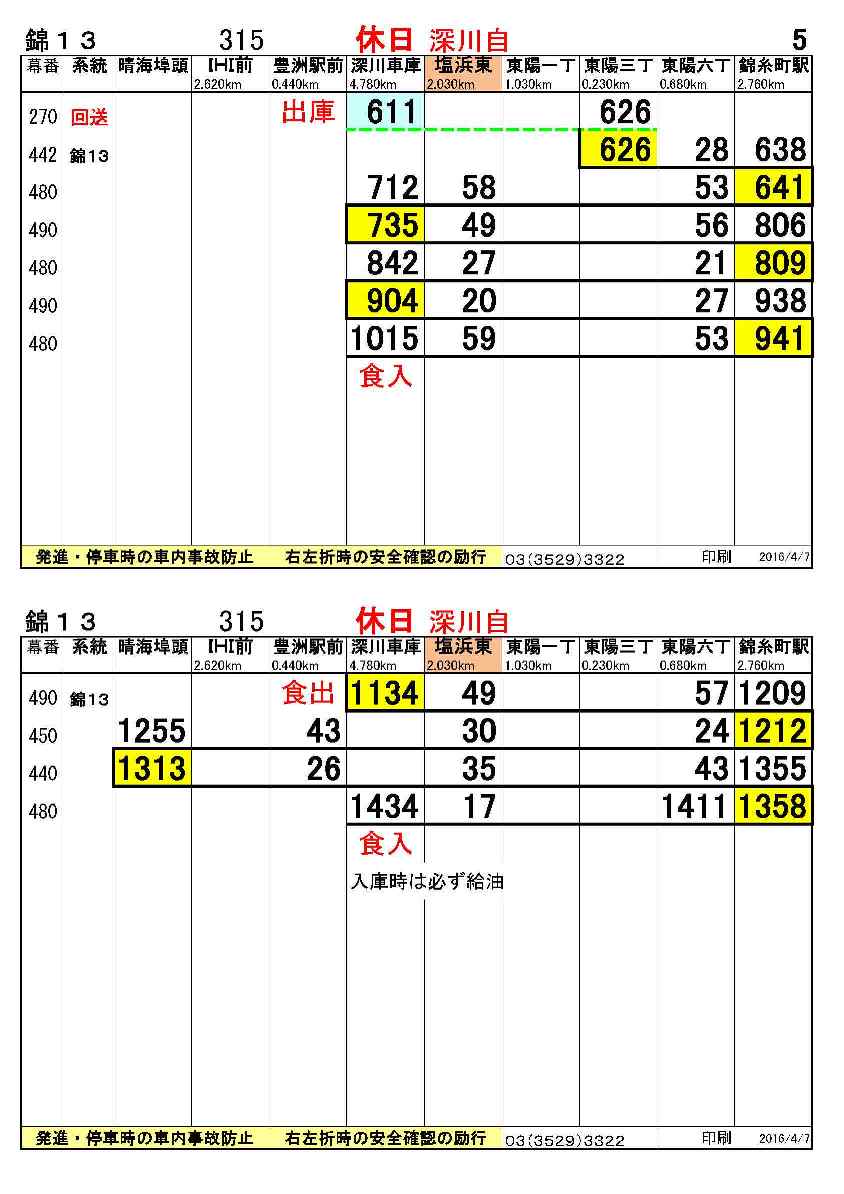 錦13 315 休日 深川自 5
幕番 系統 晴海埠頭 IHI前 豊洲駅前 深川車庫 塩浜東 東陽一丁 東陽三丁 東陽六丁 錦糸町駅
2.620km 0.440km 4.780km 2.030km 1.030km 0.230km 0.680km 2.760km
270 回送 出庫 611 626
442 錦13 626 28 638
480 712 58 53 641
490 735 49 56 806
480 842 27 21 809
490 904 20 27 938
480 1015 59 53 941
食入
発進・停車時の車内事故防止 右左折時の安全確認の励行 03(3529)3322 印刷 2016/4/7
錦13 315 休日 深川自
幕番 系統 晴海埠頭 IHI前 豊洲駅前 深川車庫 塩浜東 東陽一丁 東陽三丁 東陽六丁 錦糸町駅
2.620km 0.440km 4.780km 2.030km 1.030km 0.230km 0.680km 2.760km
490 錦13 食出 1134 49 57 1209
450 1255 43 30 24 1212
440 1313 26 35 43 1355
480 1434 17 1411 1358
食入
入庫時は必ず給油
発進・停車時の車内事故防止 右左折時の安全確認の励行 03(3529)3322 印刷 2016/4/7